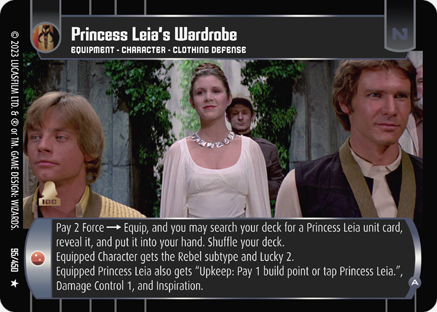 Princess Leia's Wardrobe
EQUIPMENT - CHARACTER - CLOTHING DEFENSE
N
© 2023 LUCASFILM LTD. & ® OR TM. GAME DESIGN: WIZARDS.
IDC
Pay 2 Force → Equip, and you may search your deck for a Princess Leia unit card,
reveal it, and put it into your hand. Shuffle your deck.
Equipped Character gets the Rebel subtype and Lucky 2.
Equipped Princess Leia also gets “Upkeep: Pay 1 build point or tap Princess Leia.”,
Damage Control 1, and Inspiration.
95/450
A